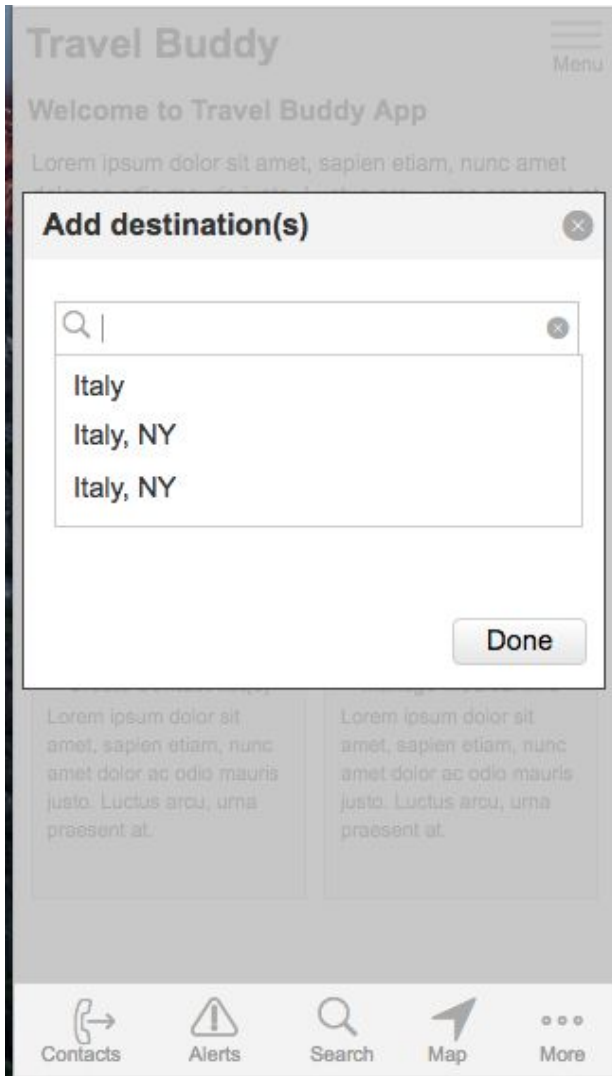 Travel Buddy
Menu
Welcome to Travel Buddy App
Lorem ipsum dolor sit amet, sapien etiam, nunc amet
Add destination(s)
Italy
Italy, NY
Italy, NY
Done
Lorem ipsum dolor sit
amet, sapien etiam, nunc
amet dolor ac odio mauris
justo. Luctus arcu, urna
praesent at.
Lorem ipsum dolor sit
amet, sapien etiam, nunc
amet dolor ac odio mauris
justo. Luctus arcu, urna
praesent at.
Contacts
Alerts
Search
Map
More